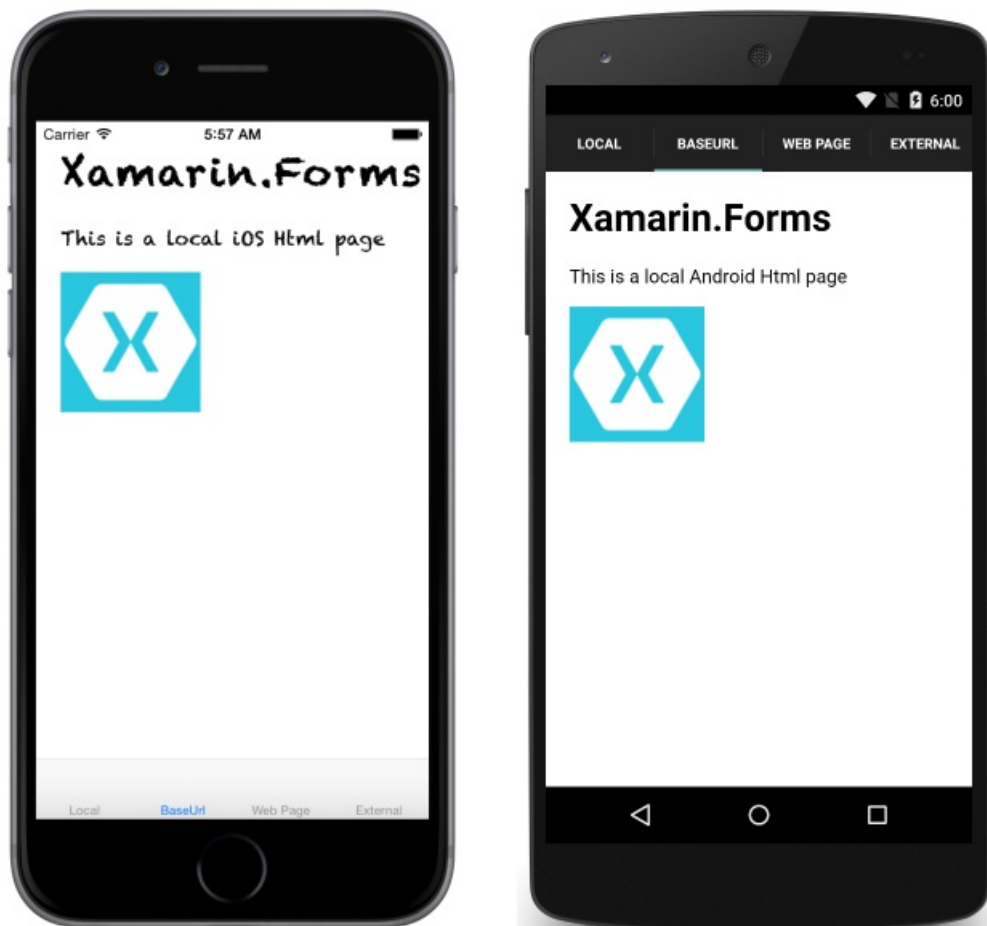 Carrier 5:57 AM
Xamarin.Forms
This is a local iOS Html page
X
Local BaseUrl Web Page External
6:00
LOCAL BASEURL WEB PAGE EXTERNAL
Xamarin.Forms
This is a local Android Html page
X